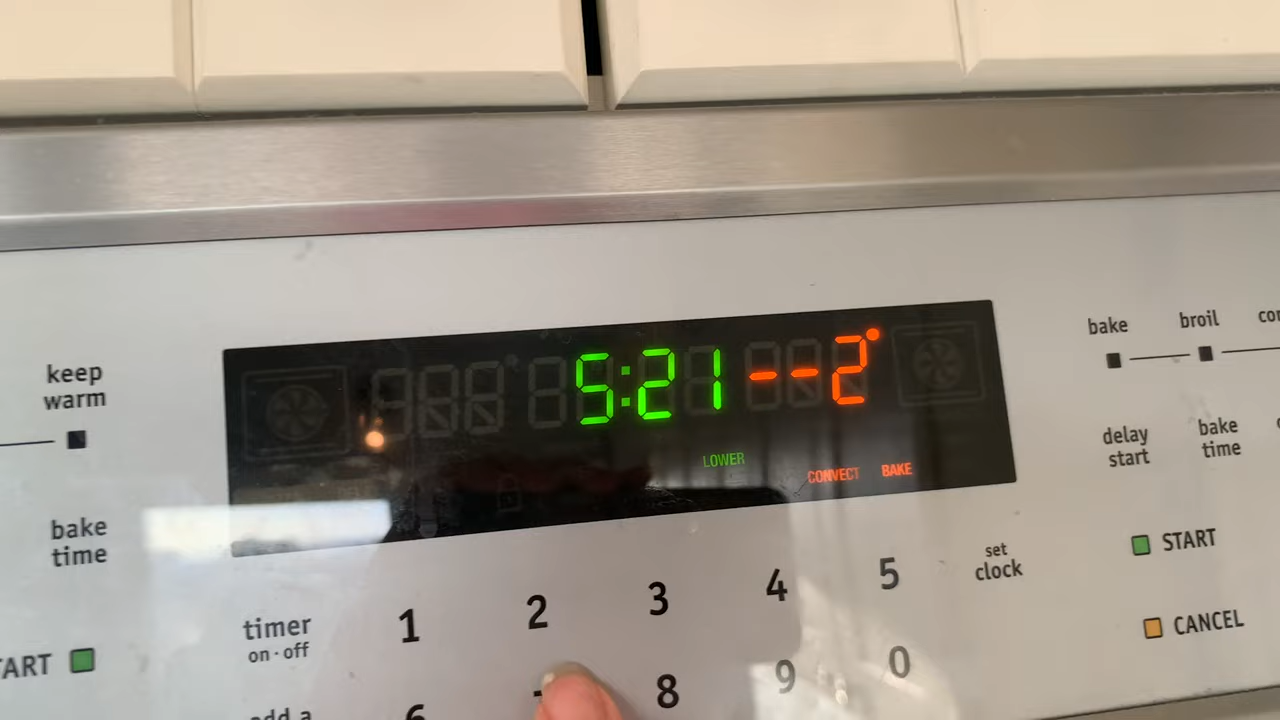 bake broil
keep
warm
5:21 --2°
LOWER
CONVECT BAKE
delay
start
bake
time
bake
time
1 2 3 4 5
set
clock
START
timer
on·off
CANCEL
8 9 0
6
add a